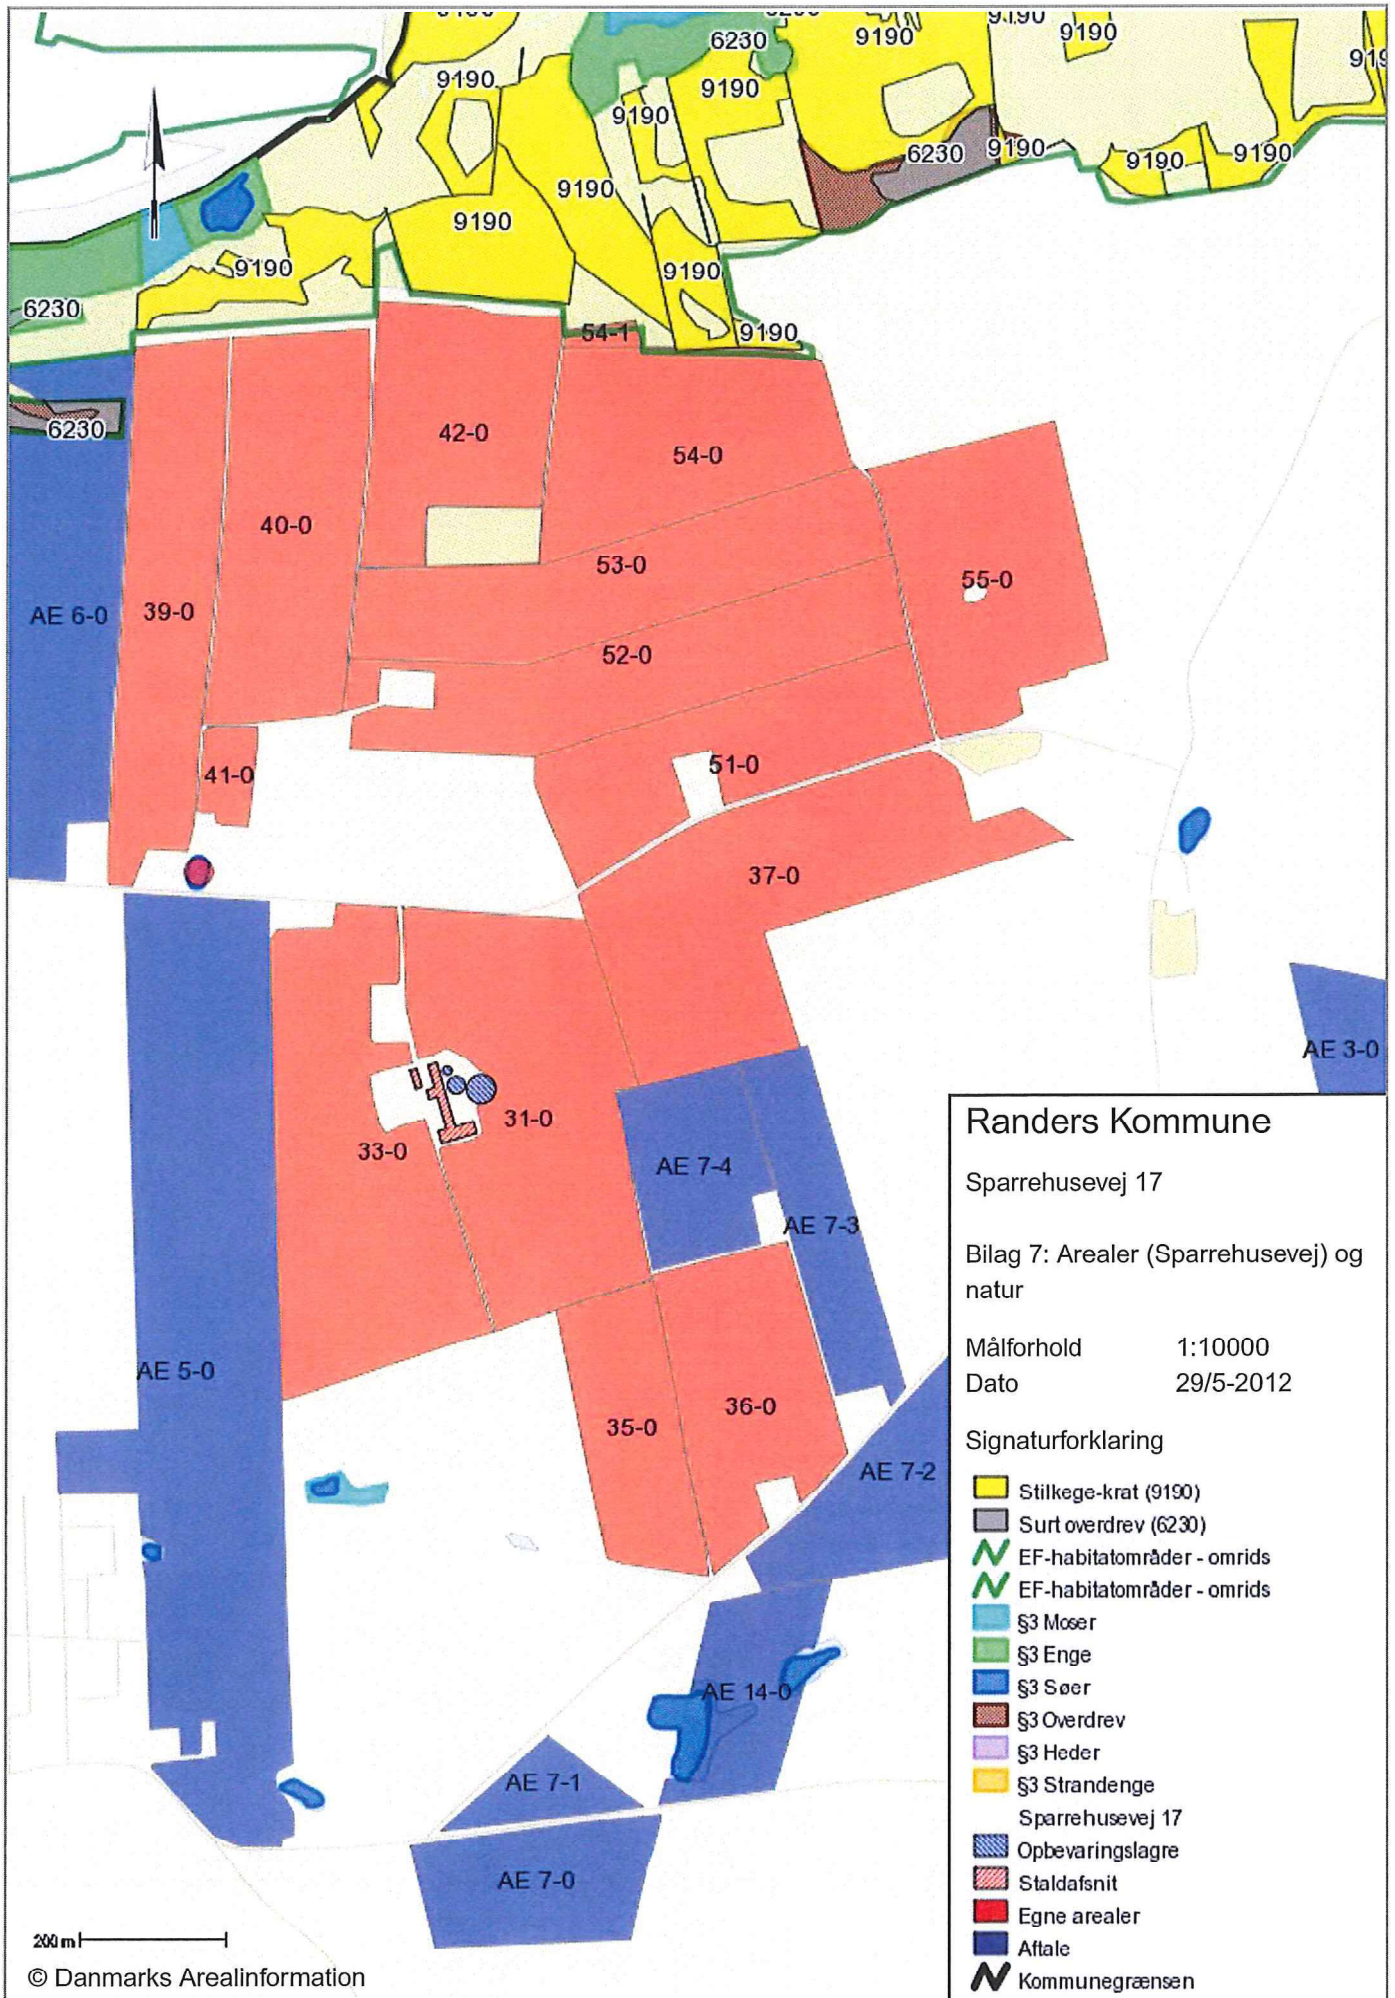 9190
6230
9190
9190
9190
9190
9190
9190
9190
6230
9190
9190
9190
9190
9190
9190
9190
6230
54-1
9190
6230
42-0
54-0
40-0
53-0
55-0
AE 6-0
39-0
52-0
41-0
51-0
37-0
AE 3-0
31-0
33-0
AE 7-4
AE 7-3
AE 5-0
35-0
36-0
AE 7-2
AE 14-0
AE 7-1
AE 7-0
200 m
© Danmarks Arealinformation
Randers Kommune
Sparrehusevej 17
Bilag 7: Arealer (Sparrehusevej) og
natur
Målforhold 1:10000
Dato 29/5-2012
Signaturforklaring
Stilkege-krat (9190)
Surt overdrev (6230)
EF-habitatområder - omrids
EF-habitatområder - omrids
§3 Moser
§3 Enge
§3 Søer
§3 Overdrev
§3 Heder
§3 Strandenge
Sparrehusevej 17
Opbevaringslagre
Staldafsnit
Egne arealer
Aftale
Kommunegrænsen